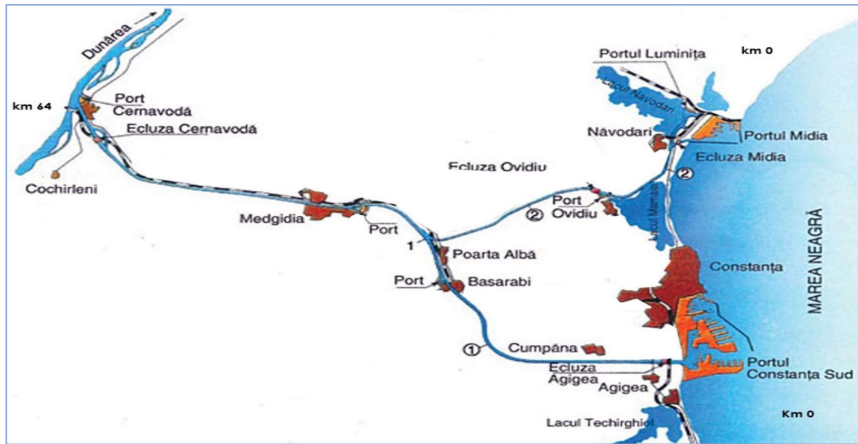 Dunărea
km 64
Port
Cernavodă
Ecluza Cernavodă
Cochirleni
Medgidia
Port
1
Poarta Albă
Port
Basarabi
1
Cumpăna
Ecluza
Agigea
Agigea
Lacul Techirghiol
Ecluza Ovidiu
2
Port
Ovidiu
Lacul Mamaia
Portul Luminița
km 0
Lacul Năvodari
Năvodari
Portul Midia
Ecluza Midia
2
Constanța
MAREA NEAGRĂ
Portul
Constanța Sud
Km 0